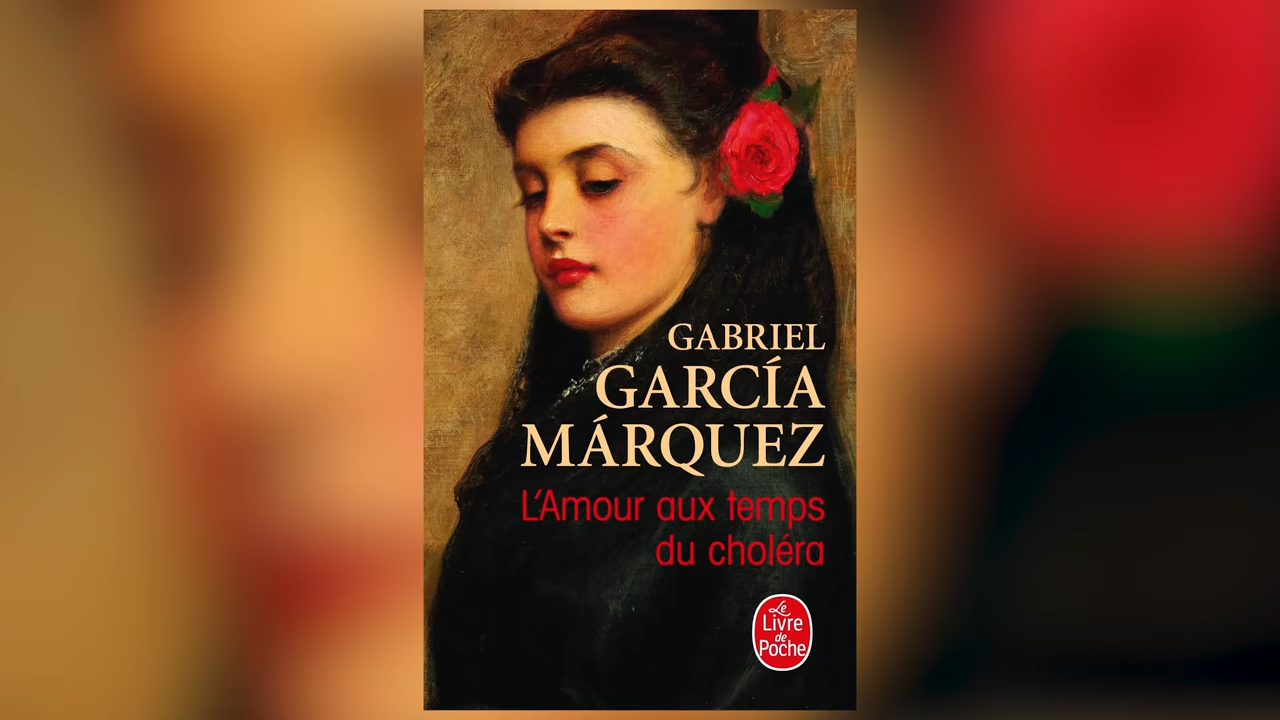 GABRIEL
GARCÍA
MÁRQUEZ
L'Amour aux temps
du choléra
Le
Livre
de
Poche